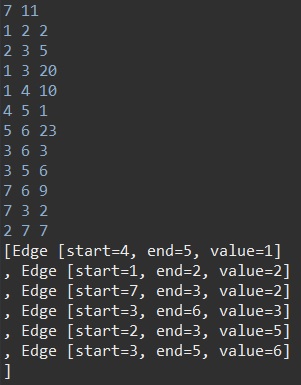 7 11
1 2 2
2 3 5
1 3 20
1 4 10
4 5 1
5 6 23
3 6 3
3 5 6
7 6 9
7 3 2
2 7 7
[Edge [start=4, end=5, value=1]
, Edge [start=1, end=2, value=2]
, Edge [start=7, end=3, value=2]
, Edge [start=3, end=6, value=3]
, Edge [start=2, end=3, value=5]
, Edge [start=3, end=5, value=6]
]